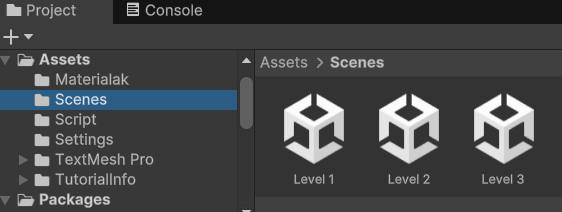 Project
Console
Assets
Materialak
Scenes
Script
Settings
TextMesh Pro
TutorialInfo
Packages
Assets > Scenes
Level 1
Level 2
Level 3